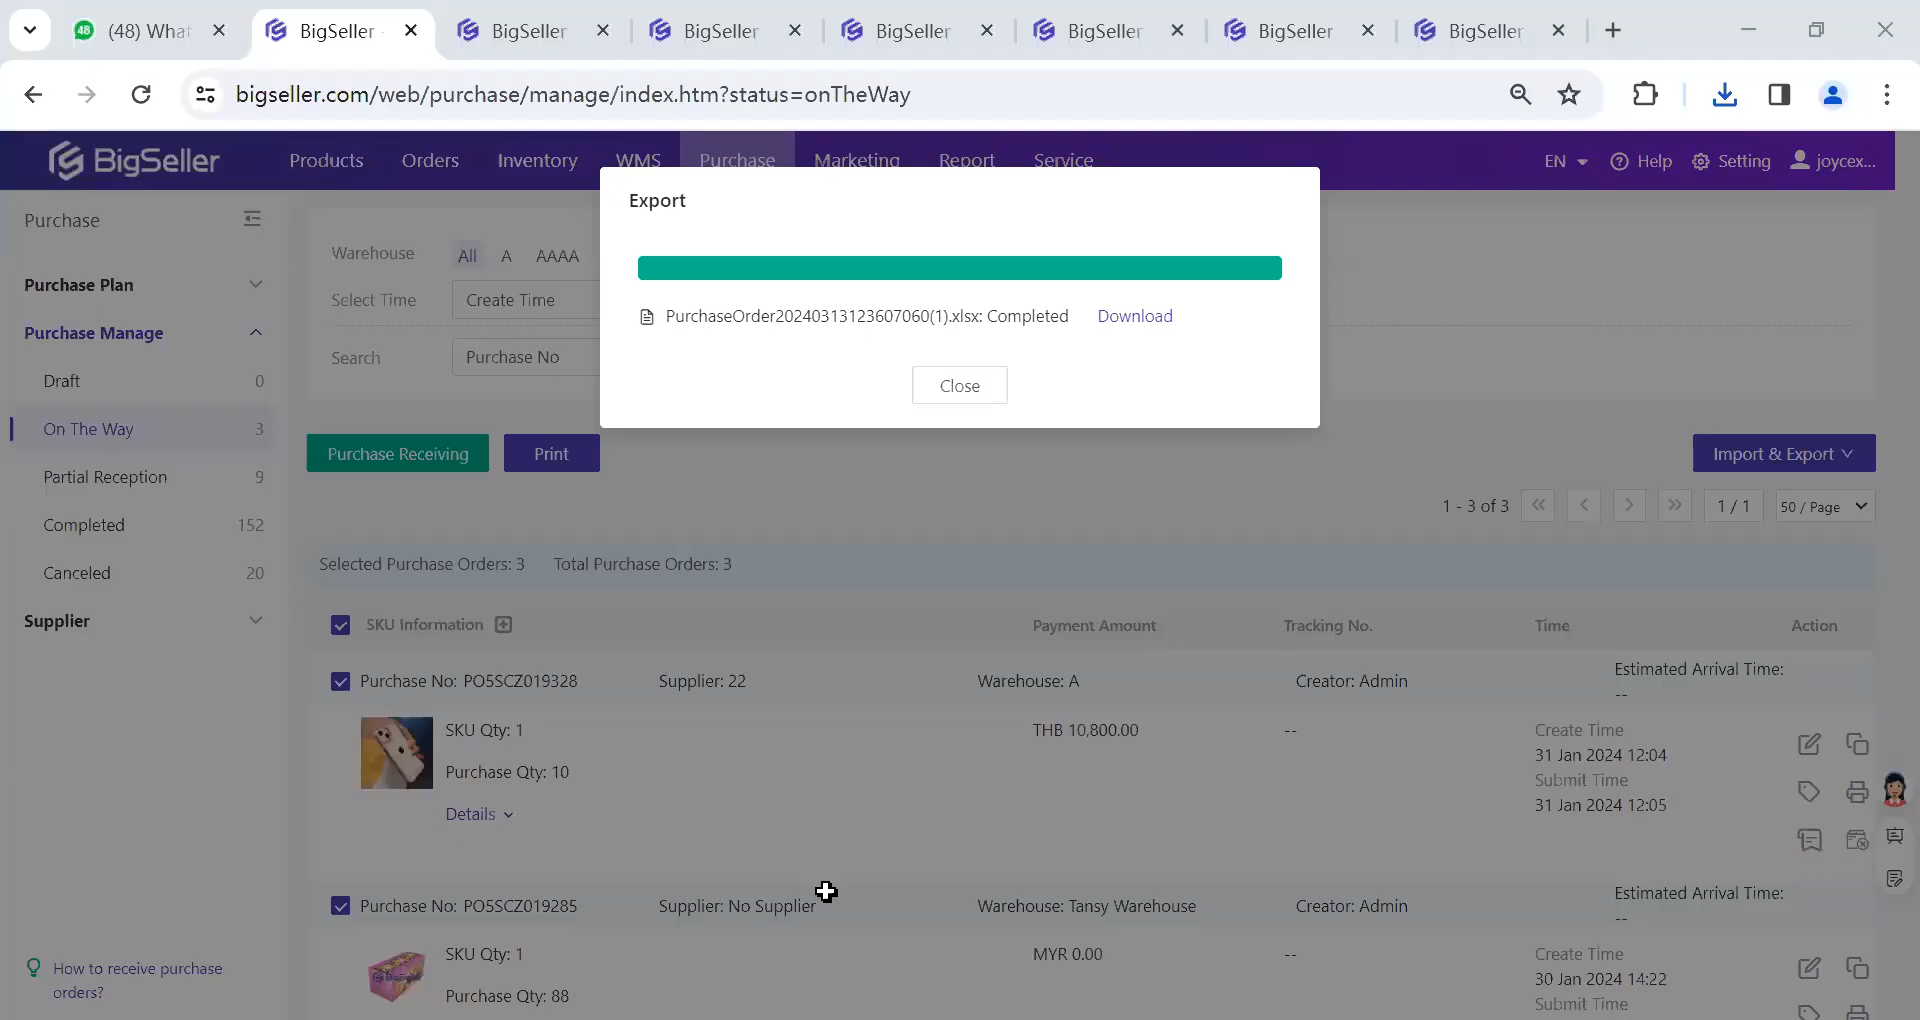 48 (48) What
BigSeller -
BigSeller
BigSeller
BigSeller
BigSeller
BigSeller
BigSeller
bigseller.com/web/purchase/manage/index.htm?status=onTheWay
BigSeller Products Orders Inventory WMS Purchase Marketing Report Service EN Help Setting joycex...
Export
PurchaseOrder20240313123607060(1).xlsx: Completed Download
Close
Purchase
Purchase Plan
Purchase Manage
Draft 0
On The Way 3
Partial Reception 9
Completed 152
Canceled 20
Supplier
How to receive purchase
orders?
Warehouse All A AAAA
Select Time Create Time
Search Purchase No
Purchase Receiving Print Import & Export
1 - 3 of 3 1 / 1 50 / Page
Selected Purchase Orders: 3 Total Purchase Orders: 3
SKU Information Payment Amount Tracking No. Time Action
Purchase No: PO5SCZ019328 Supplier: 22 Warehouse: A Creator: Admin Estimated Arrival Time:
--
SKU Qty: 1 THB 10,800.00 -- Create Time
31 Jan 2024 12:04
Purchase Qty: 10 Submit Time
31 Jan 2024 12:05
Details
Purchase No: PO5SCZ019285 Supplier: No Supplier Warehouse: Tansy Warehouse Creator: Admin Estimated Arrival Time:
--
SKU Qty: 1 MYR 0.00 -- Create Time
30 Jan 2024 14:22
Purchase Qty: 88 Submit Time
BigSeller